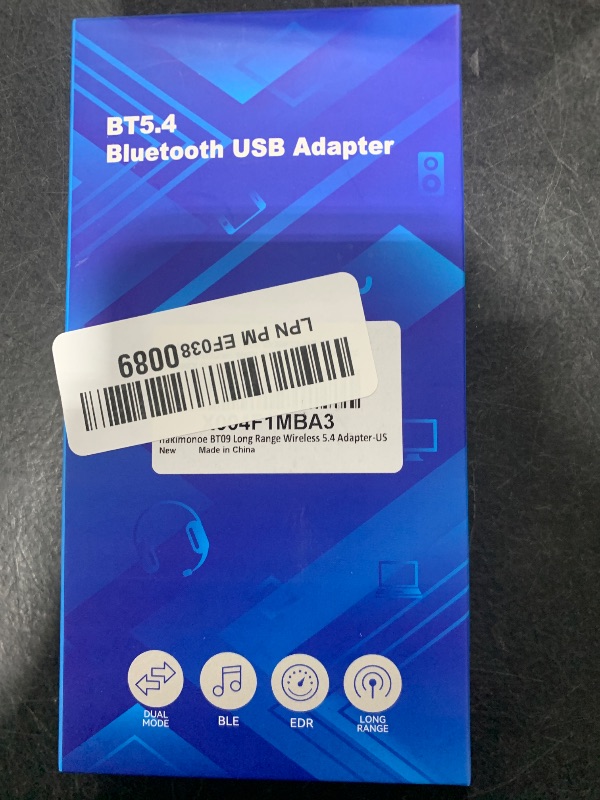 BT5.4
Bluetooth USB Adapter
LPN PM EF0380089
F1MBA3
BT09 Long Range Wireless 5.4 Adapter-US
New Made in China
DUAL
MODE
BLE
EDR
LONG
RANGE